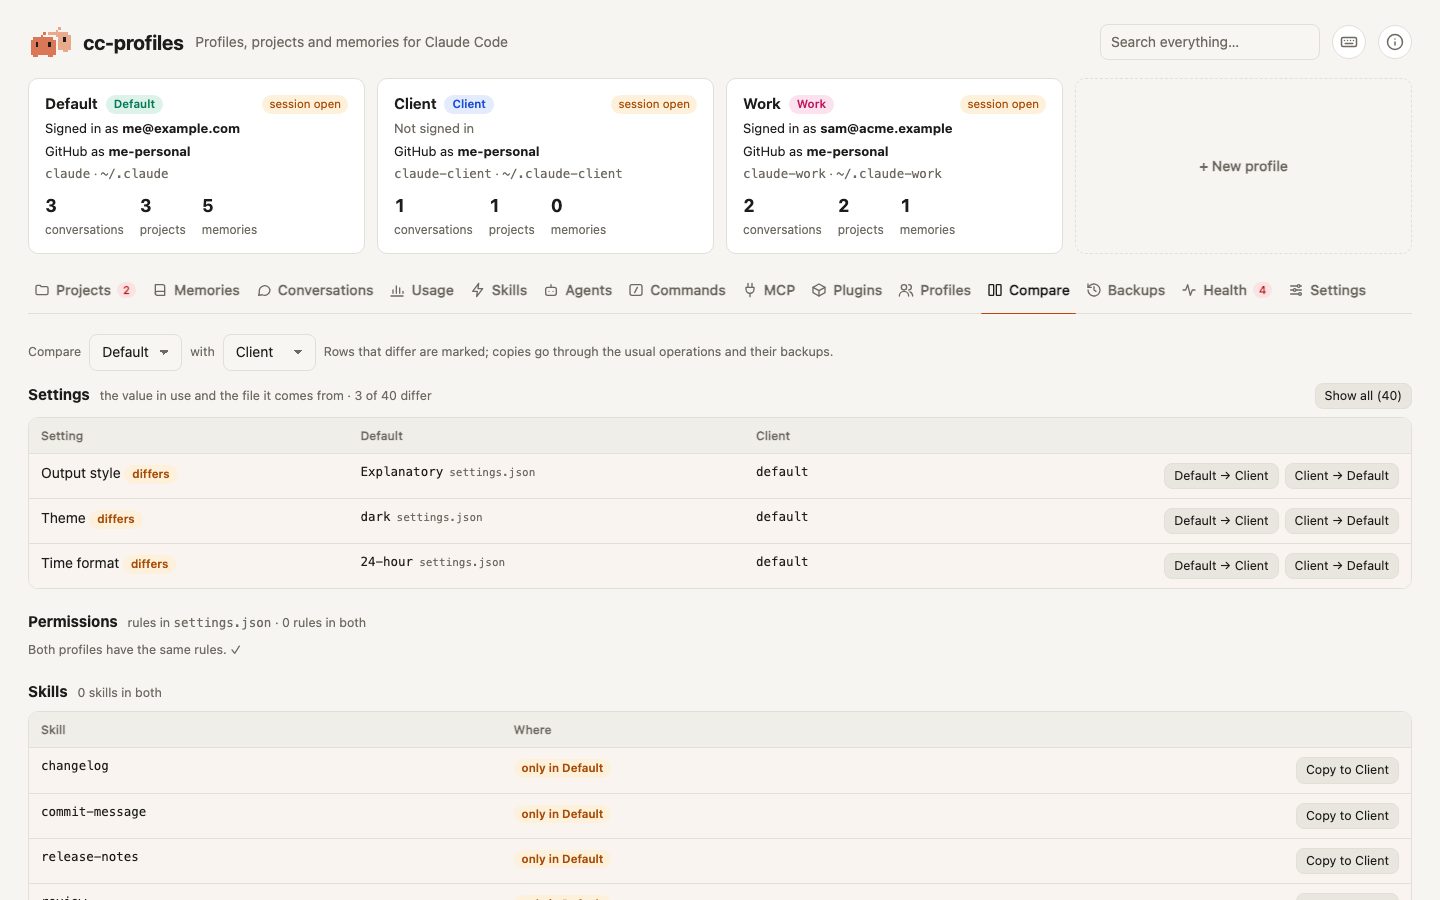 cc-profiles Profiles, projects and memories for Claude Code
Search everything...
Default Default session open
Signed in as me@example.com
GitHub as me-personal
claude · ~/.claude
3 3 5
conversations projects memories
Client Client session open
Not signed in
GitHub as me-personal
claude-client · ~/.claude-client
1 1 0
conversations projects memories
Work Work session open
Signed in as sam@acme.example
GitHub as me-personal
claude-work · ~/.claude-work
2 2 1
conversations projects memories
+ New profile
Projects 2 Memories Conversations Usage Skills Agents Commands MCP Plugins Profiles Compare Backups Health 4 Settings
Compare Default with Client Rows that differ are marked; copies go through the usual operations and their backups.
Settings the value in use and the file it comes from · 3 of 40 differ Show all (40)
Setting Default Client
Output style differs Explanatory settings.json default Default → Client Client → Default
Theme differs dark settings.json default Default → Client Client → Default
Time format differs 24-hour settings.json default Default → Client Client → Default
Permissions rules in settings.json · 0 rules in both
Both profiles have the same rules. ✓
Skills 0 skills in both
Skill Where
changelog only in Default Copy to Client
commit-message only in Default Copy to Client
release-notes only in Default Copy to Client